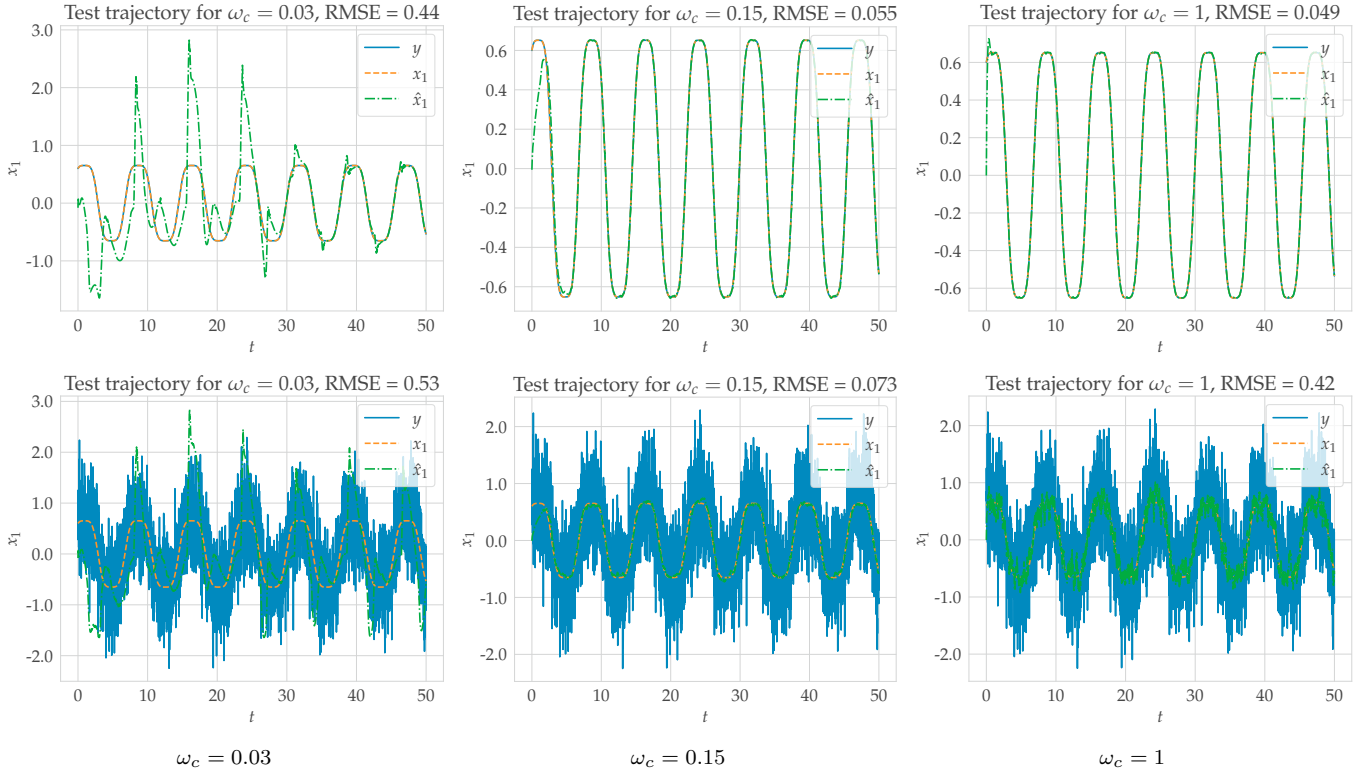 Test trajectory for ω_c = 0.03, RMSE = 0.44
3.0
2.0
1.0
0.0
-1.0
x_1
y
x_1
x̂_1
0 10 20 30 40 50
t
Test trajectory for ω_c = 0.15, RMSE = 0.055
0.6
0.4
0.2
0.0
-0.2
-0.4
-0.6
x_1
y
x_1
x̂_1
0 10 20 30 40 50
t
Test trajectory for ω_c = 1, RMSE = 0.049
0.6
0.4
0.2
0.0
-0.2
-0.4
-0.6
x_1
y
x_1
x̂_1
0 10 20 30 40 50
t
Test trajectory for ω_c = 0.03, RMSE = 0.53
3.0
2.0
1.0
0.0
-1.0
-2.0
x_1
y
x_1
x̂_1
0 10 20 30 40 50
t
Test trajectory for ω_c = 0.15, RMSE = 0.073
2.0
1.0
0.0
-1.0
-2.0
x_1
y
x_1
x̂_1
0 10 20 30 40 50
t
Test trajectory for ω_c = 1, RMSE = 0.42
2.0
1.0
0.0
-1.0
-2.0
x_1
y
x_1
x̂_1
0 10 20 30 40 50
t
ω_c = 0.03
ω_c = 0.15
ω_c = 1